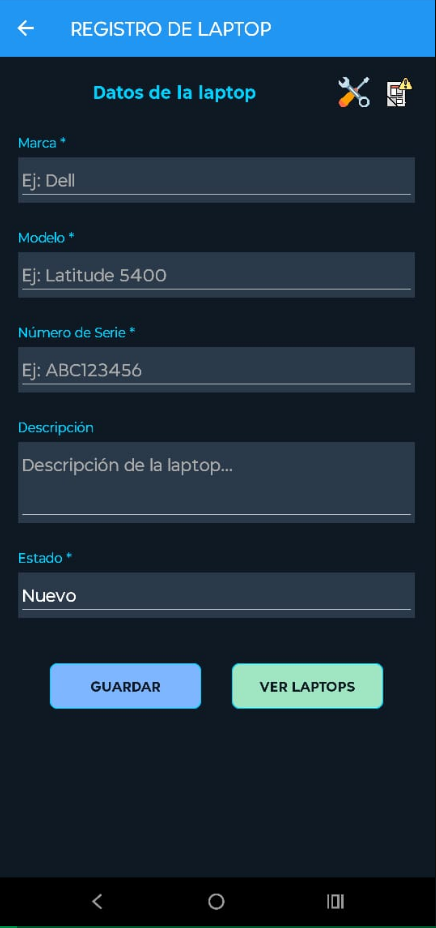 REGISTRO DE LAPTOP
Datos de la laptop
Marca *
Ej: Dell
Modelo *
Ej: Latitude 5400
Número de Serie *
Ej: ABC123456
Descripción
Descripción de la laptop...
Estado *
Nuevo
GUARDAR
VER LAPTOPS